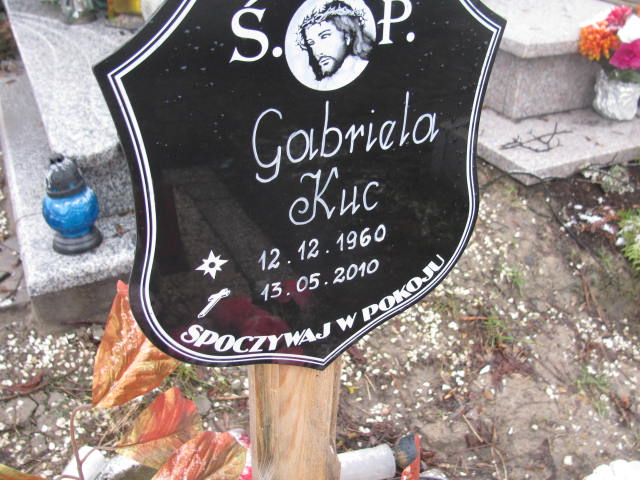 Ś. P.
Gabriela
Kuc
12.12.1960
13.05.2010
SPOCZYWAJ W POKOJU